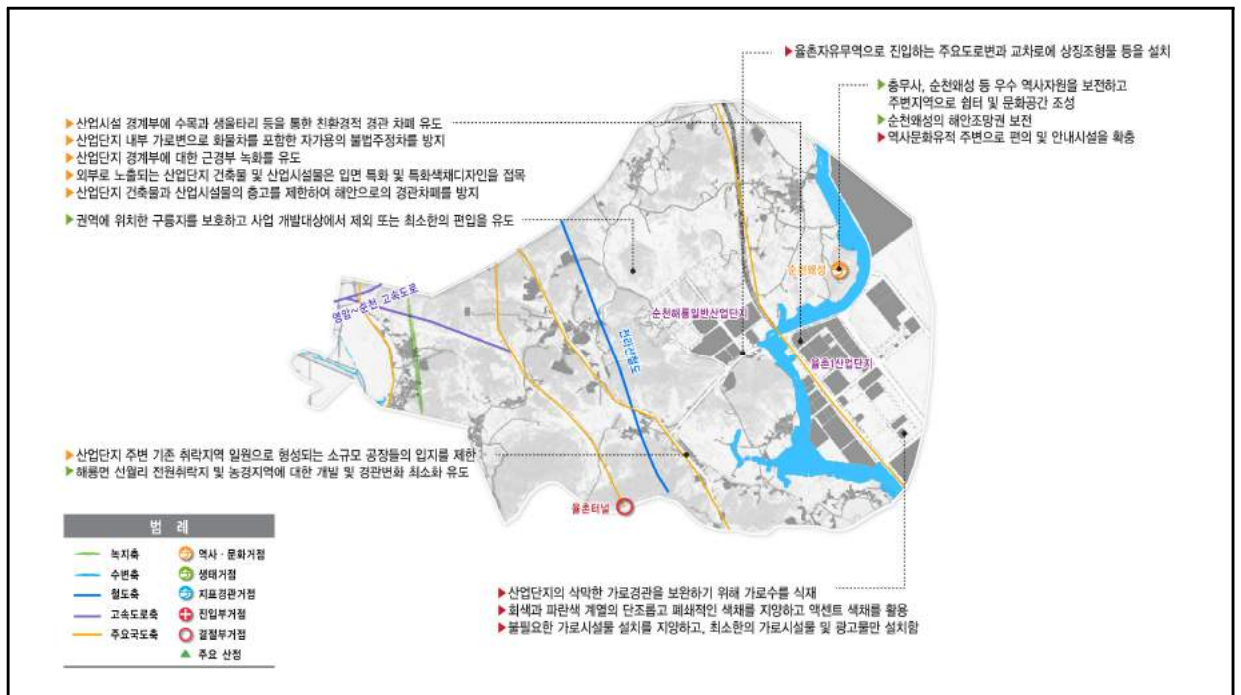 ▶율촌자유무역으로 진입하는 주요도로변과 교차로에 상징조형물 등을 설치
▶충무사, 순천왜성 등 우수 역사자원을 보전하고
주변지역으로 쉼터 및 문화공간 조성
▶순천왜성의 해안조망권 보전
▶역사문화유적 주변으로 편의 및 안내시설을 확충
▶산업시설 경계부에 수목과 생울타리 등을 통한 친환경적 경관 차폐 유도
▶산업단지 내부 가로변으로 화물차를 포함한 자가용의 불법주정차를 방지
▶산업단지 경계부에 대한 근경부 녹화를 유도
▶외부로 노출되는 산업단지 건축물 및 산업시설물은 입면 특화 및 특화색채디자인을 접목
▶산업단지 건축물과 산업시설물의 층고를 제한하여 해안으로의 경관차폐를 방지
▶권역에 위치한 구릉지를 보호하고 사업 개발대상에서 제외 또는 최소한의 편입을 유도
순천왜성
영암~순천 고속도로
순천해룡일반산업단지
전라선철도
율촌1산업단지
▶산업단지 주변 기존 취락지역 일원으로 형성되는 소규모 공장들의 입지를 제한
▶해룡면 선월리 전원취락지 및 농경지역에 대한 개발 및 경관변화 최소화 유도
율촌터널
범 례
녹지축
역사·문화거점
수변축
생태거점
철도축
지표경관거점
고속도로축
진입부거점
주요국도축
결절부거점
주요 산정
▶산업단지의 삭막한 가로경관을 보완하기 위해 가로수를 식재
▶회색과 파란색 계열의 단조롭고 폐쇄적인 색채를 지양하고 액센트 색채를 활용
▶불필요한 가로시설물 설치를 지양하고, 최소한의 가로시설물 및 광고물만 설치함